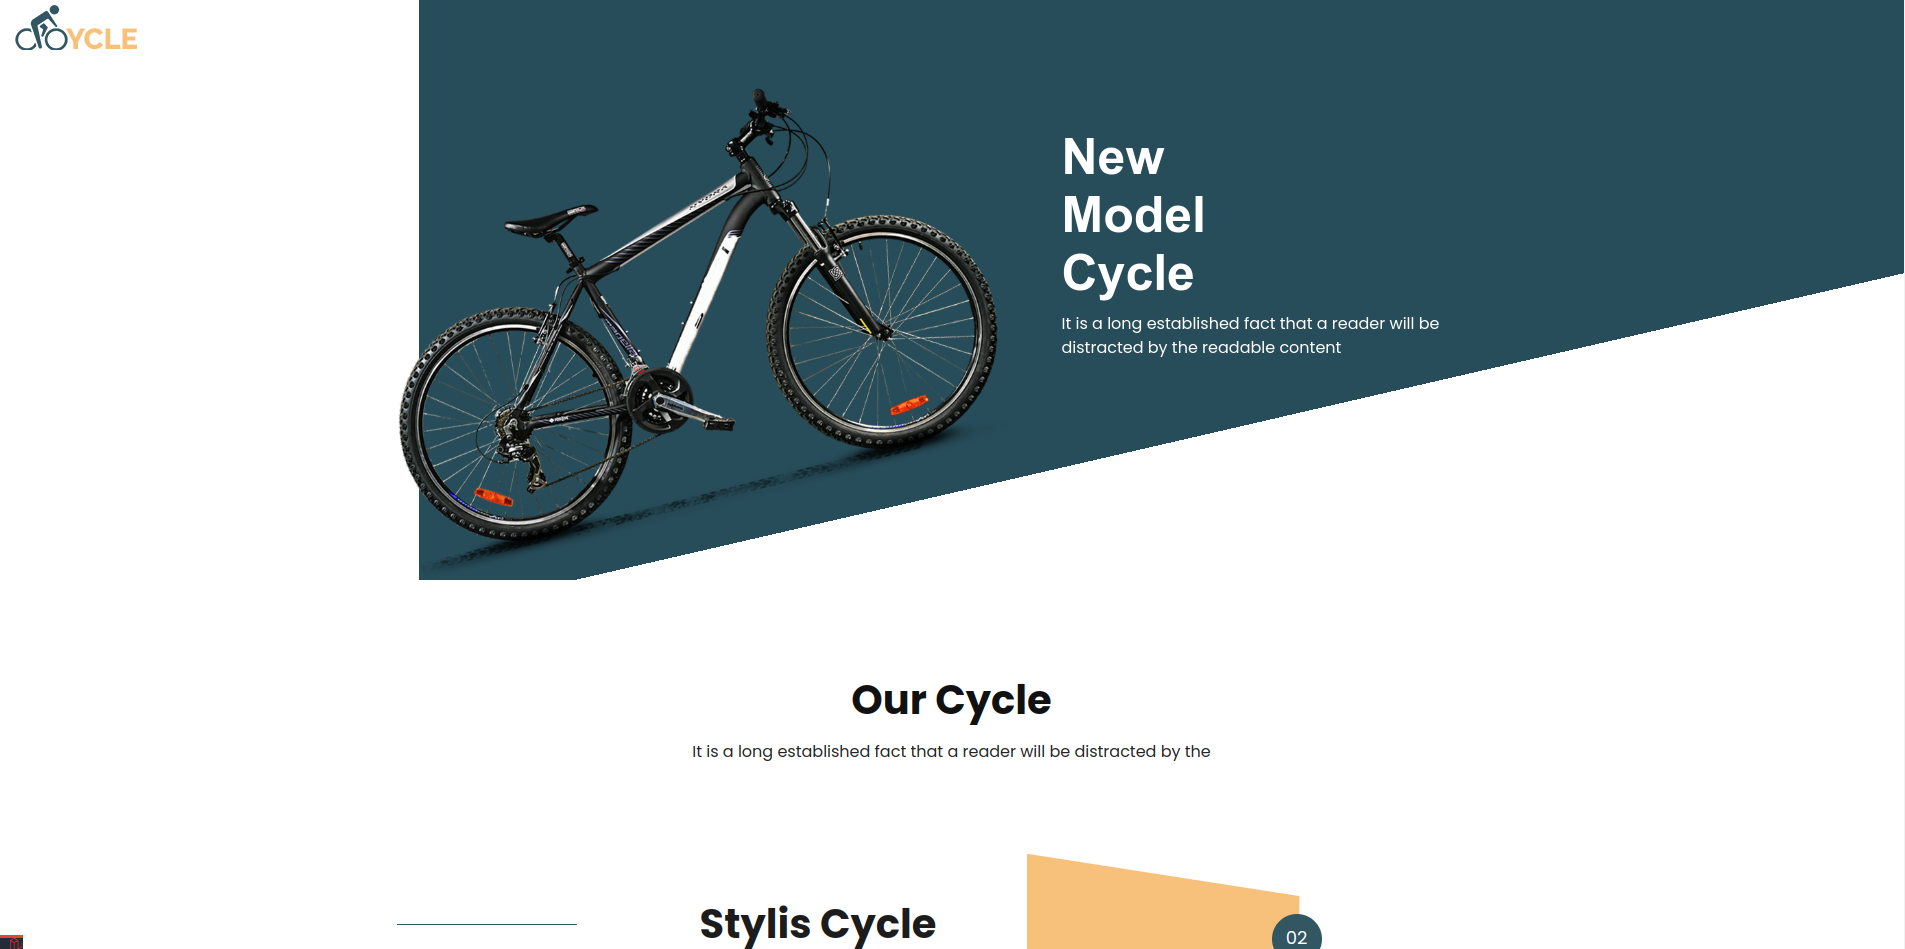 YCLE
New
Model
Cycle
It is a long established fact that a reader will be
distracted by the readable content
Our Cycle
It is a long established fact that a reader will be distracted by the
Stylis Cycle
02